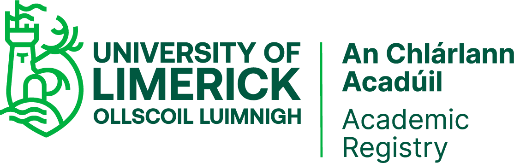 UNIVERSITY OF
LIMERICK
OLLSCOIL LUIMNIGH
An Chlárlann
Acadúil
Academic
Registry